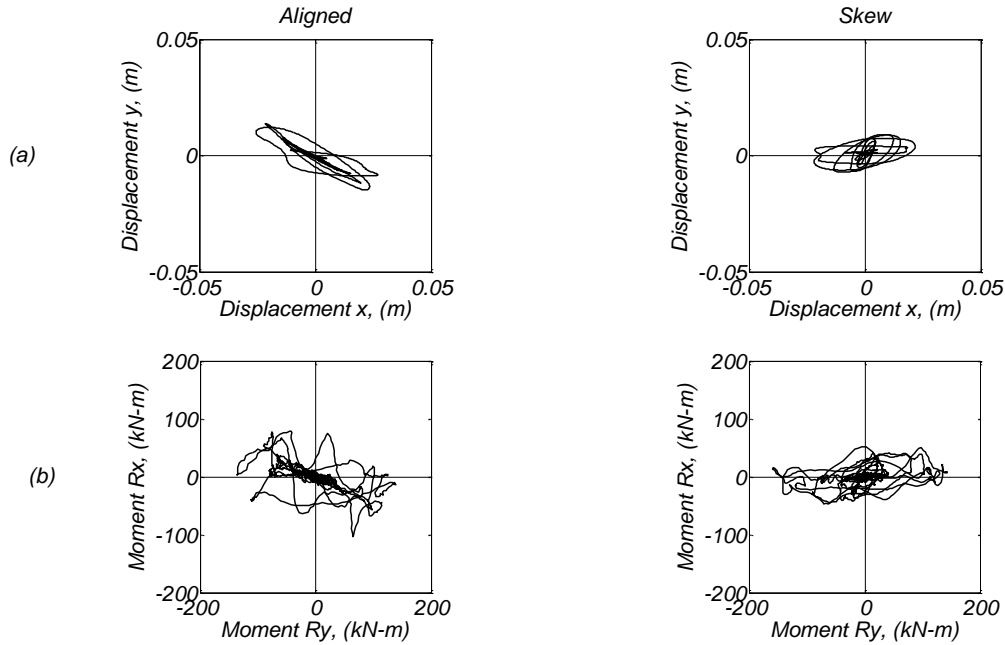 Aligned
Skew
(a)
0.05
Displacement y, (m)
0
-0.05
-0.05
0
0.05
Displacement x, (m)
0.05
Displacement y, (m)
0
-0.05
-0.05
0
0.05
Displacement x, (m)
(b)
200
100
0
-100
-200
Moment Rx, (kN-m)
-200
0
200
Moment Ry, (kN-m)
200
100
0
-100
-200
Moment Rx, (kN-m)
-200
0
200
Moment Ry, (kN-m)